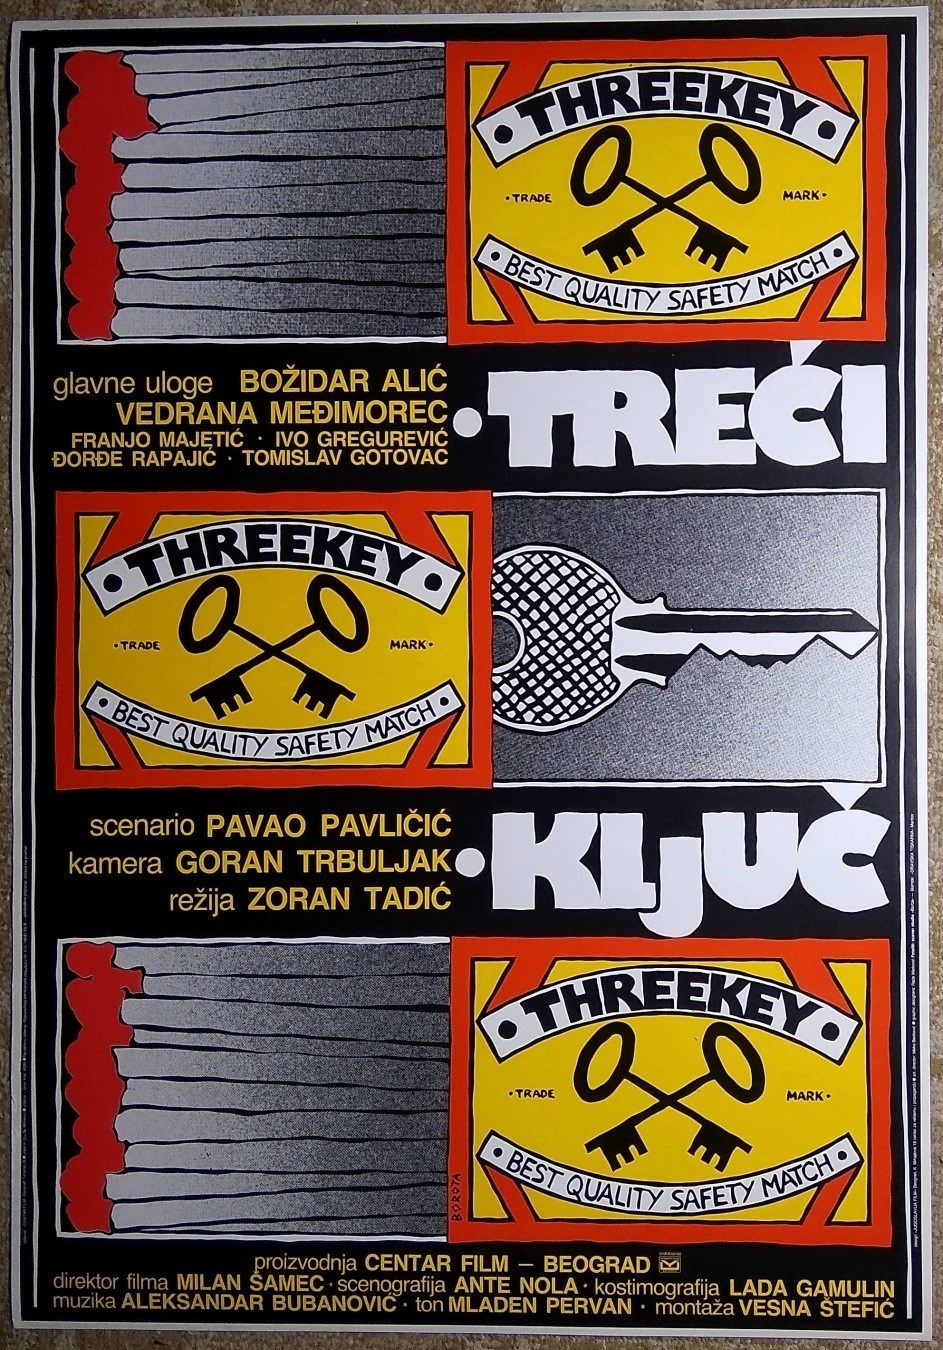 THREEKEY
·TRADE MARK·
·BEST QUALITY SAFETY MATCH·
glavne uloge BOŽIDAR ALIĆ
VEDRANA MEĐIMOREC
FRANJO MAJETIĆ · IVO GREGUREVIĆ
ĐORĐE RAPAJIĆ · TOMISLAV GOTOVAC
·TREĆI
THREEKEY
·TRADE MARK·
·BEST QUALITY SAFETY MATCH·
scenario PAVAO PAVLIČIĆ
kamera GORAN TRBULJAK
režija ZORAN TADIĆ
·KLjUČ
THREEKEY
·TRADE MARK·
·BEST QUALITY SAFETY MATCH·
BOROTA
proizvodnja CENTAR FILM – BEOGRAD
direktor filma MILAN ŠAMEC · scenografija ANTE NOLA · kostimografija LADA GAMULIN
muzika ALEKSANDAR BUBANOVIĆ · ton MLADEN PERVAN · montaža VESNA ŠTEFIĆ